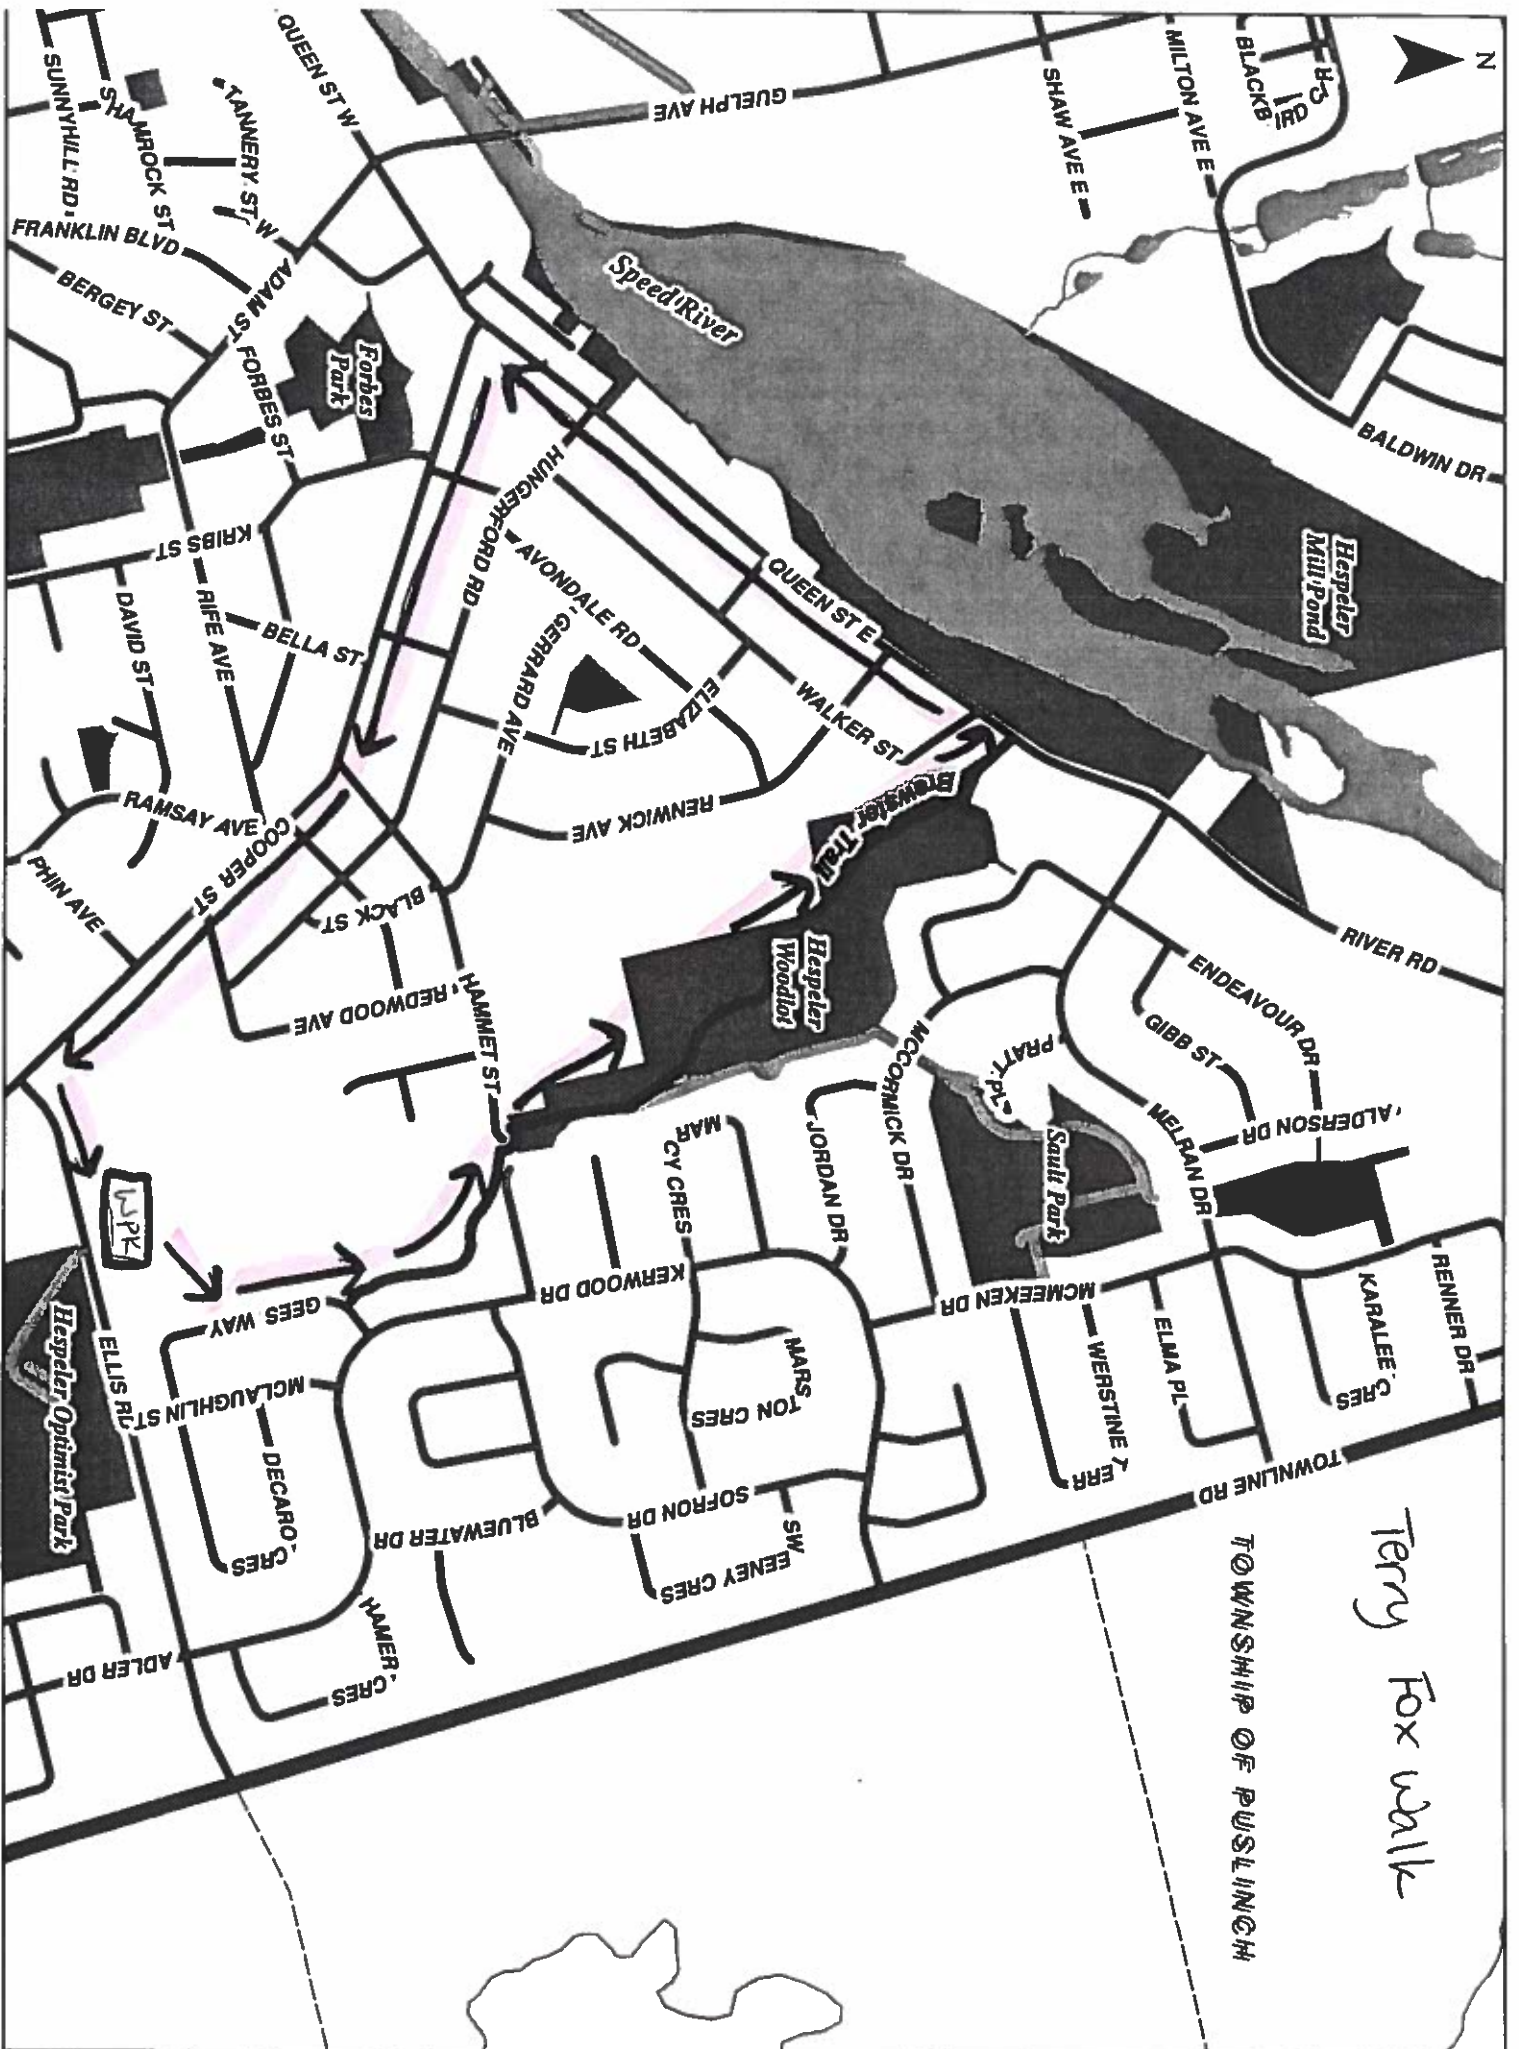 N
Terry Fox Walk
TOWNSHIP OF PUSLINCH
BLACKBIRD
MILTON AVE E
SHAW AVE E
GUELPH AVE
QUEEN ST W
TANNERY ST W
SHAMROCK ST
SUNNYHILL RD
FRANKLIN BLVD
BERGEY ST
ADAM ST
FORBES ST
Forbes
Park
Speed River
Hespeler
Mill Pond
BALDWIN DR
KRIBS ST
RIFE AVE
DAVID ST
BELLA ST
HUNGERFORD RD
AVONDALE RD
GERRARD AVE
ELIZABETH ST
QUEEN ST E
WALKER ST
RENWICK AVE
Brewster Trail
RAMSAY AVE
PHIN AVE
COOPER ST
BLACK ST
REDWOOD AVE
HAMMET ST
Hespeler
Woodlot
RIVER RD
ENDEAVOUR DR
GIBB ST
PRATT PL
MCCORMICK DR
MELRAN DR
ALDERSON DR
Sault Park
JORDAN DR
MARCY CRES
KERWOOD DR
MCMEEKEN DR
WPK
GEES WAY
ELLIS RD
Hespeler Optimist Park
MCLAUGHLIN ST
DECARO CRES
BLUEWATER DR
SOFRON DR
MARSTON CRES
SWEENEY CRES
WERSTINE TERR
ELMA PL
KARALEE CRES
RENNER DR
TOWNLINE RD
HAMER CRES
ADLER DR